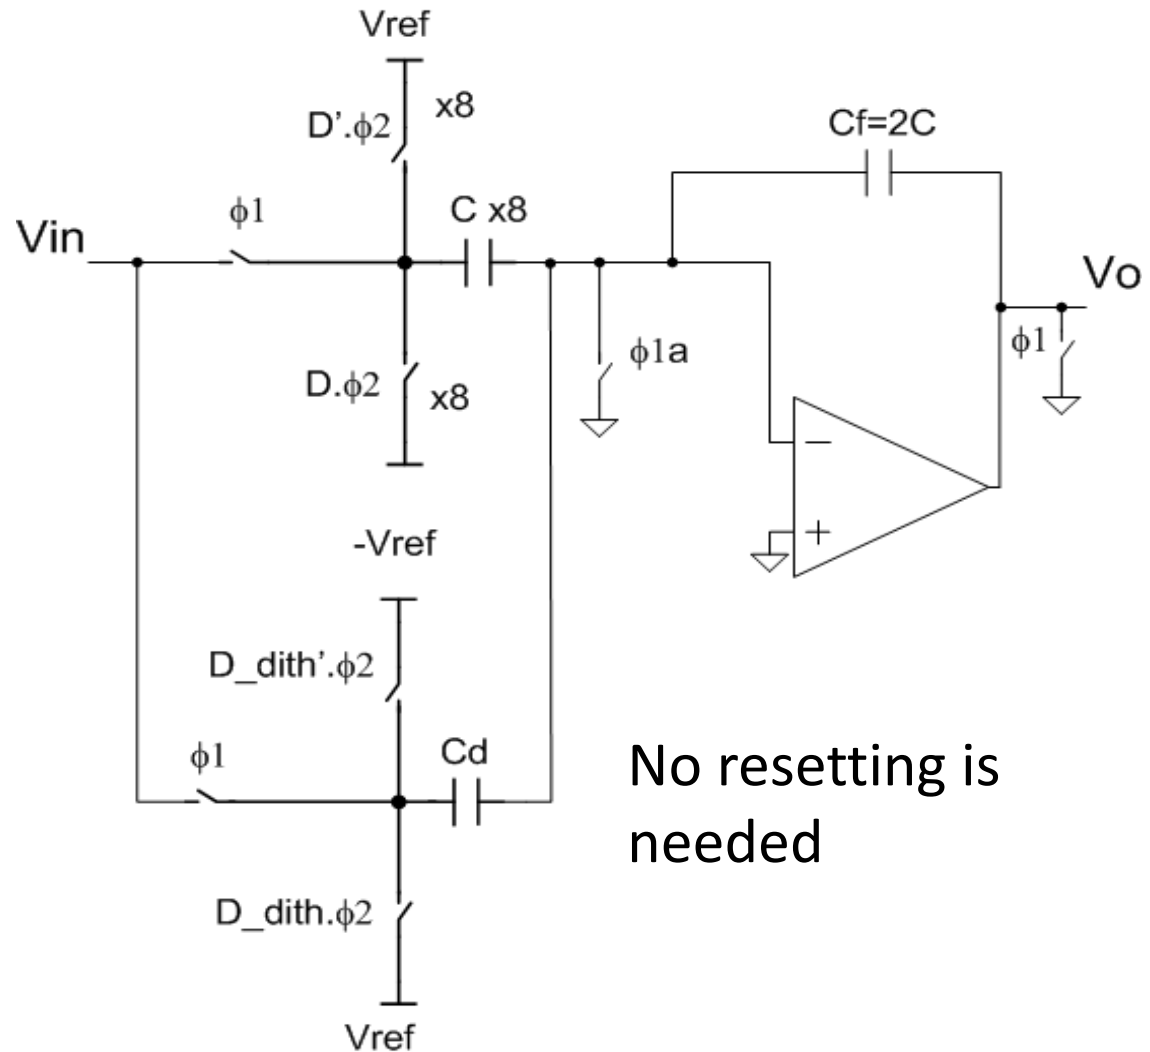 Vref
x8
D'.ϕ2
Cf=2C
ϕ1
C x8
Vin
Vo
ϕ1
ϕ1a
D.ϕ2
x8
-Vref
D_dith'.ϕ2
ϕ1
Cd
No resetting is
needed
D_dith.ϕ2
Vref